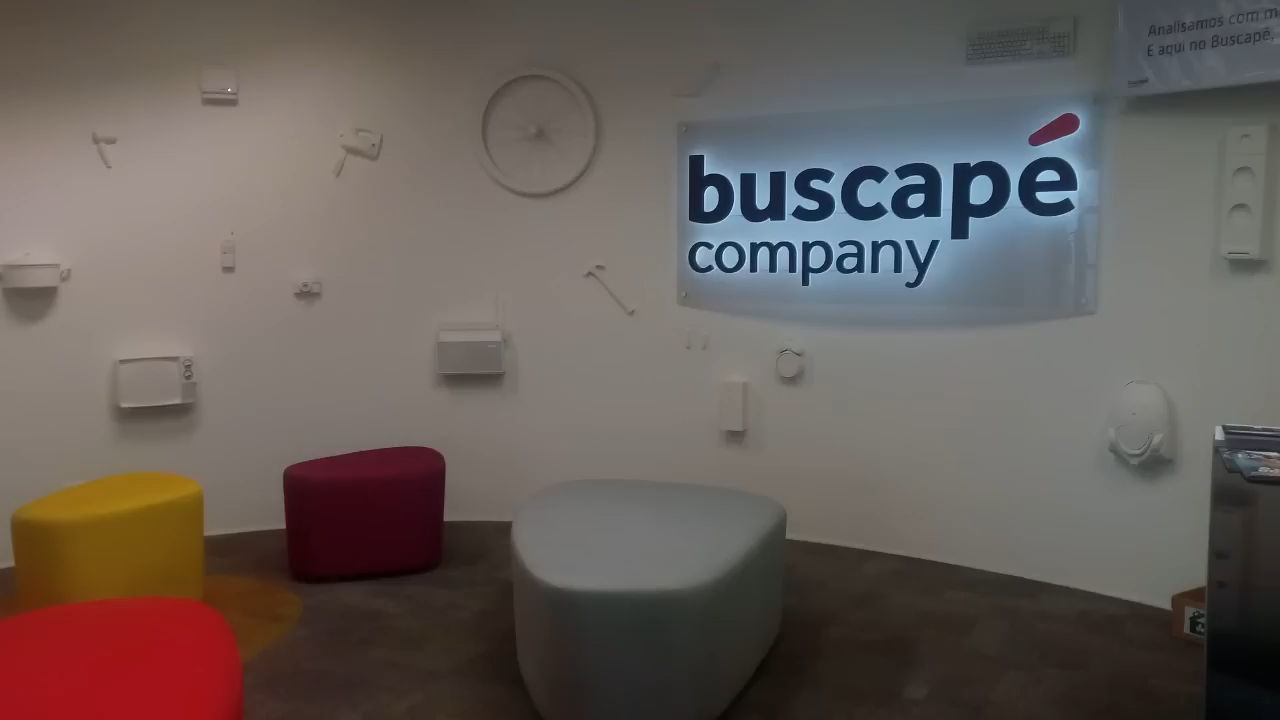 Analisamos com m
E aqui no Buscapé,
buscapé
company